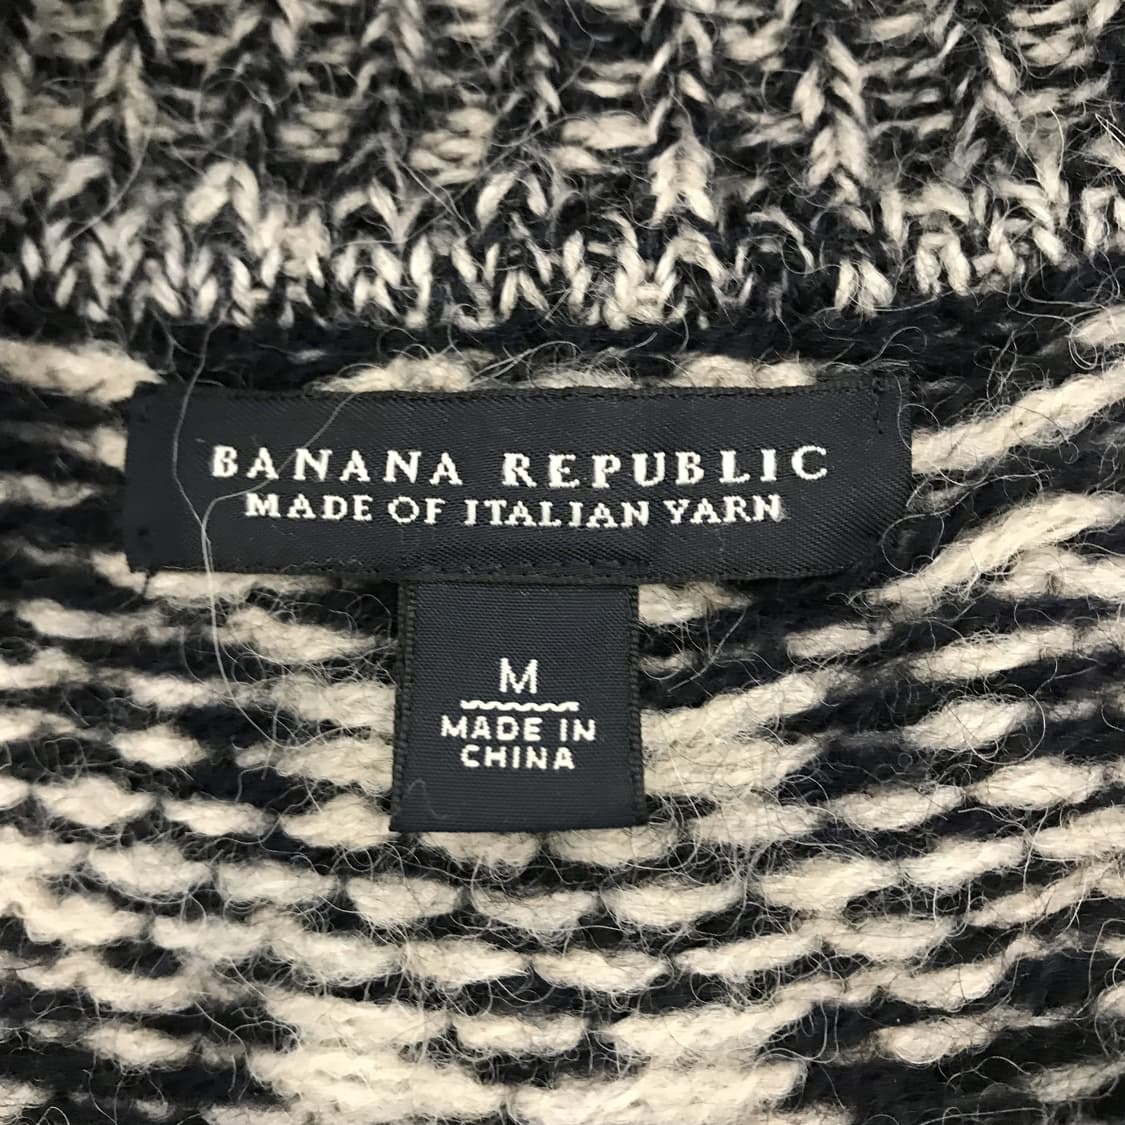 BANANA REPUBLIC
MADE OF ITALIAN YARN
M
MADE IN
CHINA